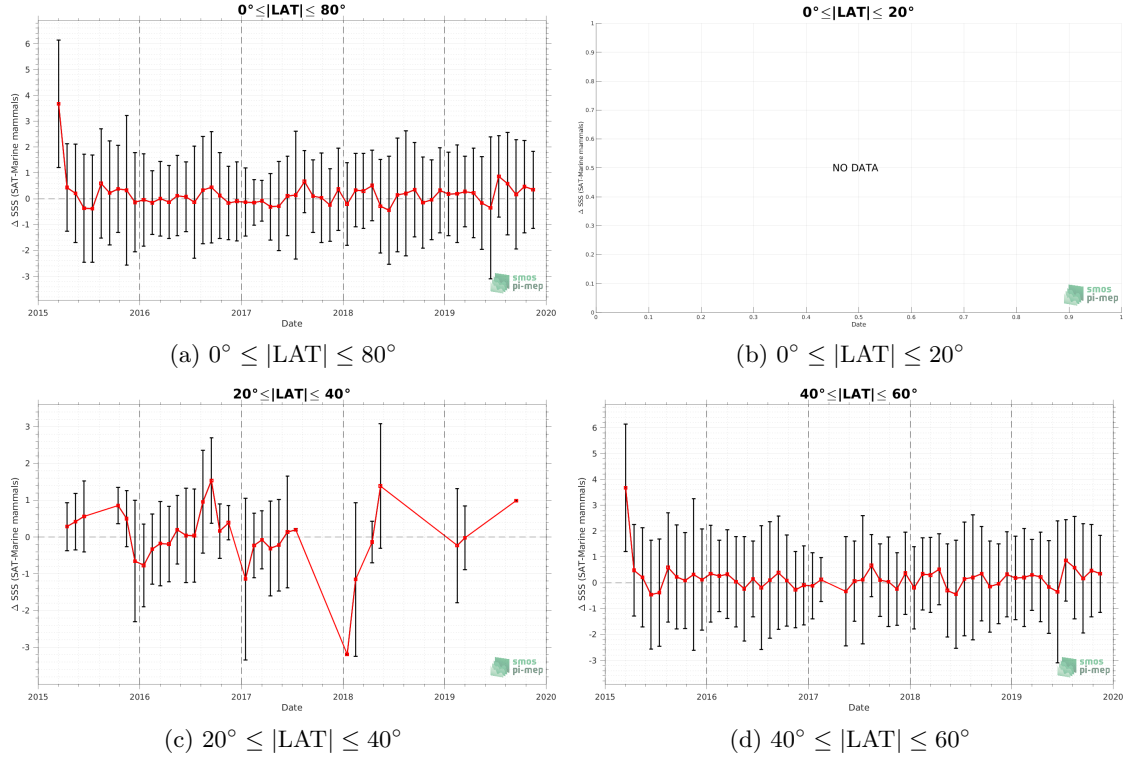 0°≤|LAT|≤ 80°
Δ SSS (SAT-Marine mammals)
6
5
4
3
2
1
0
-1
-2
-3
smos
pi-mep
2015
2016
2017
2018
2019
2020
Date
(a) 0° ≤ |LAT| ≤ 80°
0°≤|LAT|≤ 20°
Δ SSS (SAT-Marine mammals)
1
0.9
0.8
0.7
0.6
0.5
0.4
0.3
0.2
0.1
0
NO DATA
smos
pi-mep
0
0.1
0.2
0.3
0.4
0.5
0.6
0.7
0.8
0.9
1
Date
(b) 0° ≤ |LAT| ≤ 20°
20°≤|LAT|≤ 40°
Δ SSS (SAT-Marine mammals)
3
2
1
0
-1
-2
-3
smos
pi-mep
2015
2016
2017
2018
2019
2020
Date
(c) 20° ≤ |LAT| ≤ 40°
40°≤|LAT|≤ 60°
Δ SSS (SAT-Marine mammals)
6
5
4
3
2
1
0
-1
-2
-3
smos
pi-mep
2015
2016
2017
2018
2019
2020
Date
(d) 40° ≤ |LAT| ≤ 60°